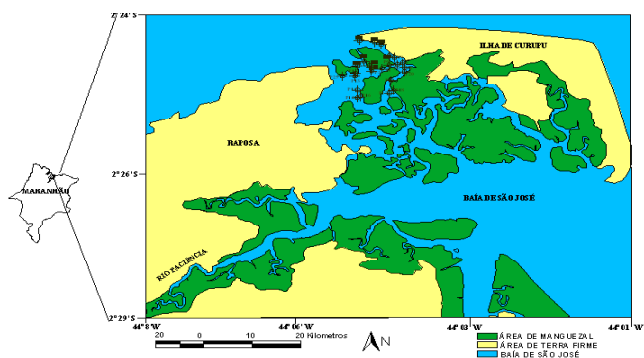 2°24'S
ILHA DE CURUPU
RAPOSA
MARANHÃO
2°26'S
BAÍA DE SÃO JOSÉ
RIO PACIENCIA
2°29'S
44°8'W
44°06'W
44°03'W
44°01'W
20 0 10 20 Kilometros
N
ÁREA DE MANGUEZAL
ÁREA DE TERRA FIRME
BAÍA DE SÃO JOSÉ